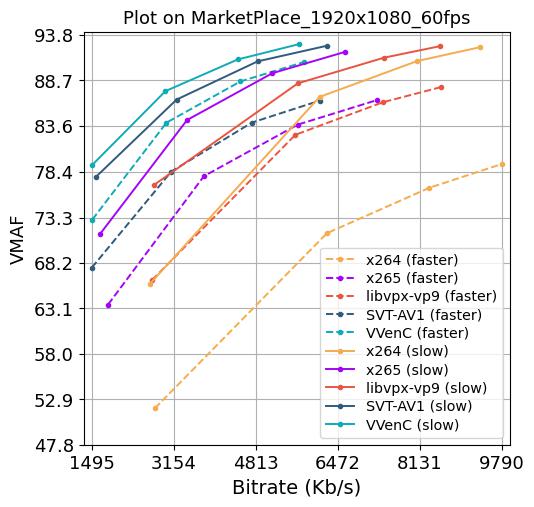 Plot on MarketPlace_1920x1080_60fps
VMAF
93.8
88.7
83.6
78.4
73.3
68.2
63.1
58.0
52.9
47.8
x264 (faster)
x265 (faster)
libvpx-vp9 (faster)
SVT-AV1 (faster)
VVenC (faster)
x264 (slow)
x265 (slow)
libvpx-vp9 (slow)
SVT-AV1 (slow)
VVenC (slow)
1495 3154 4813 6472 8131 9790
Bitrate (Kb/s)